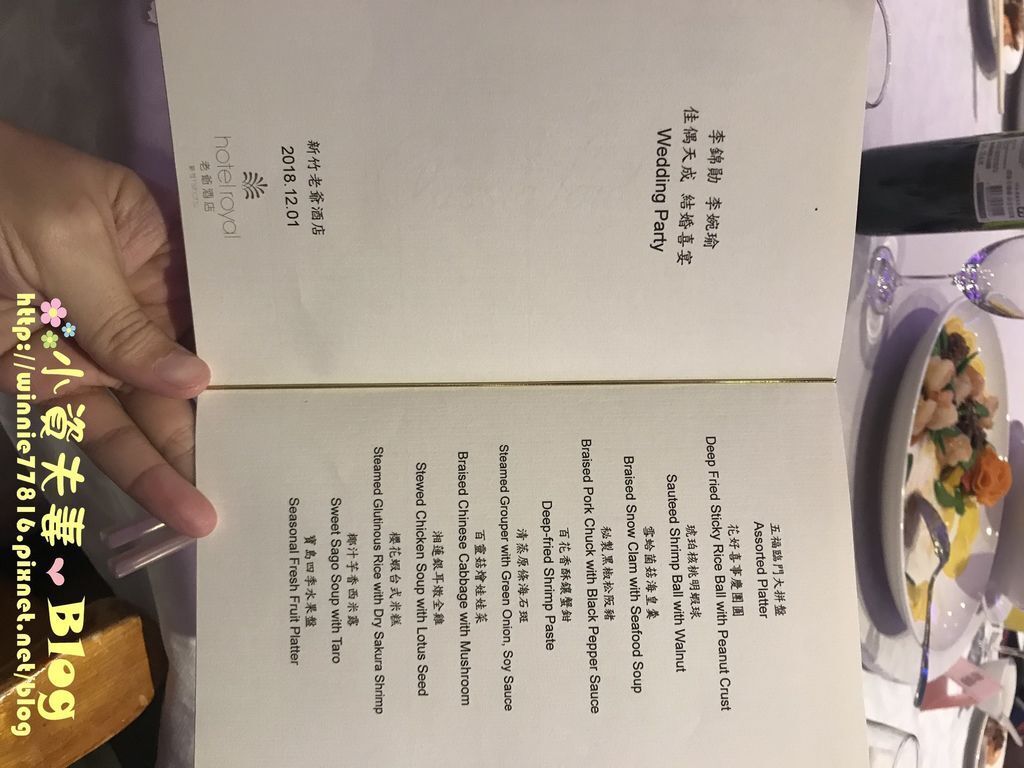 李錦勛 李婉瑜
佳偶天成 結婚喜宴
Wedding Party
新竹老爺酒店
2018.12.01
hotel royal
老爺酒店
五福臨門大拼盤
Assorted Platter
花好喜事慶團圓
Deep Fried Sticky Rice Ball with Peanut Crust
琥珀核桃明蝦球
Sauteed Shrimp Ball with Walnut
雪蛤菌菇海皇羹
Braised Snow Clam with Seafood Soup
秘製黑椒松阪豬
Braised Pork Chuck with Black Pepper Sauce
百花香酥鑲蟹鉗
Deep-fried Shrimp Paste
清蒸原條海石斑
Steamed Grouper with Green Onion, Soy Sauce
百靈菇燴娃娃菜
Braised Chinese Cabbage with Mushroom
湘蓮銀耳燉全雞
Stewed Chicken Soup with Lotus Seed
櫻花蝦台式米糕
Steamed Glutinous Rice with Dry Sakura Shrimp
椰汁芋香西米露
Sweet Sago Soup with Taro
寶島四季水果盤
Seasonal Fresh Fruit Platter
小資夫妻 Blog
http://winnie77816.pixnet.net/blog